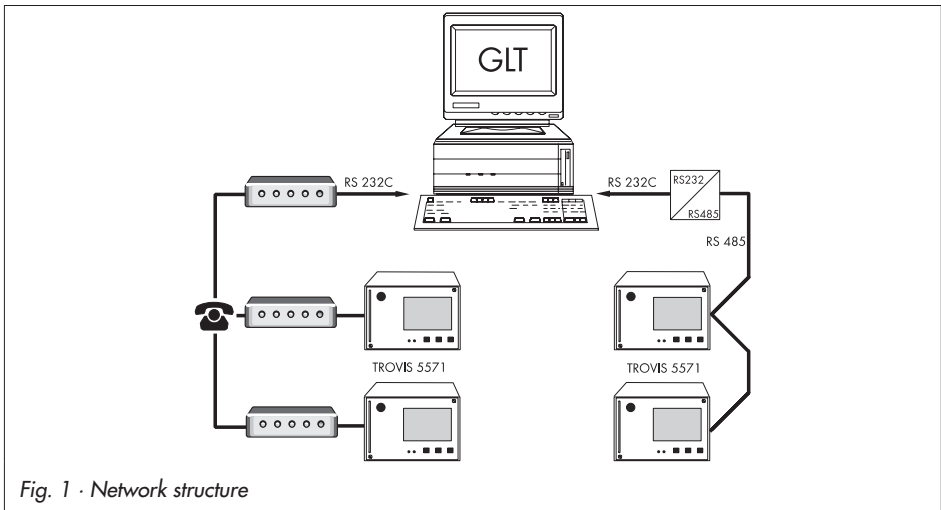 GLT
RS 232C
RS 232C
RS232
RS485
RS 485
TROVIS 5571
TROVIS 5571
Fig. 1 · Network structure